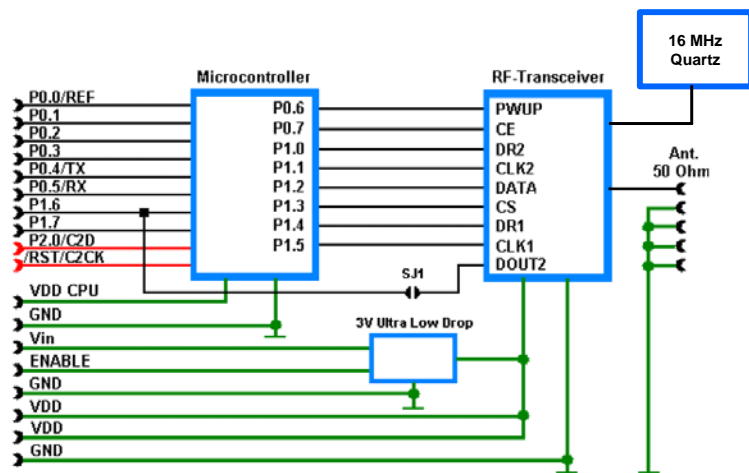 16 MHz
Quartz
Microcontroller
RF-Transceiver
P0.0/REF
P0.1
P0.2
P0.3
P0.4/TX
P0.5/RX
P1.6
P1.7
P2.0/C2D
/RST/C2CK
P0.6
P0.7
P1.0
P1.1
P1.2
P1.3
P1.4
P1.5
PWUP
CE
DR2
CLK2
DATA
CS
DR1
CLK1
DOUT2
Ant.
50 Ohm
SJ1
VDD CPU
GND
Vin
ENABLE
GND
VDD
VDD
GND
3V Ultra Low Drop